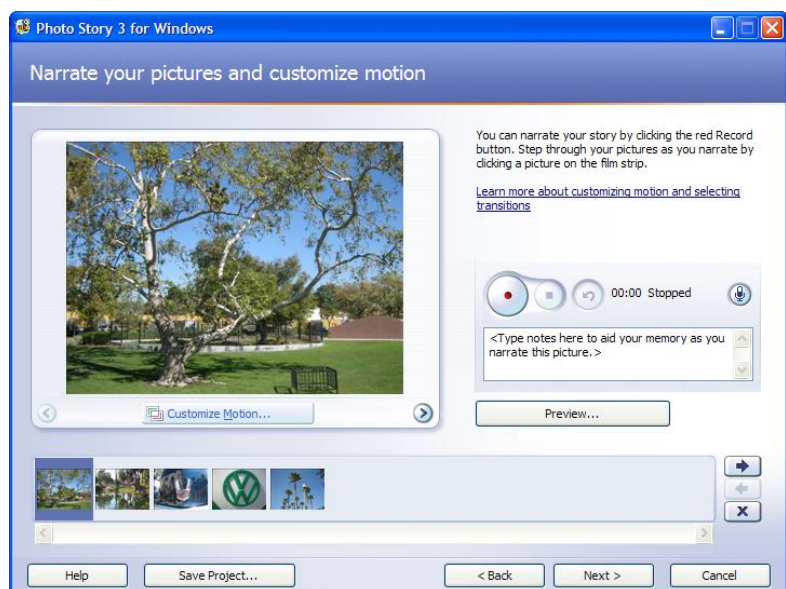 Photo Story 3 for Windows
Narrate your pictures and customize motion
You can narrate your story by clicking the red Record
button. Step through your pictures as you narrate by
clicking a picture on the film strip.
Learn more about customizing motion and selecting
transitions
00:00 Stopped
<Type notes here to aid your memory as you
narrate this picture.>
Customize Motion...
Preview...
Help
Save Project...
< Back
Next >
Cancel